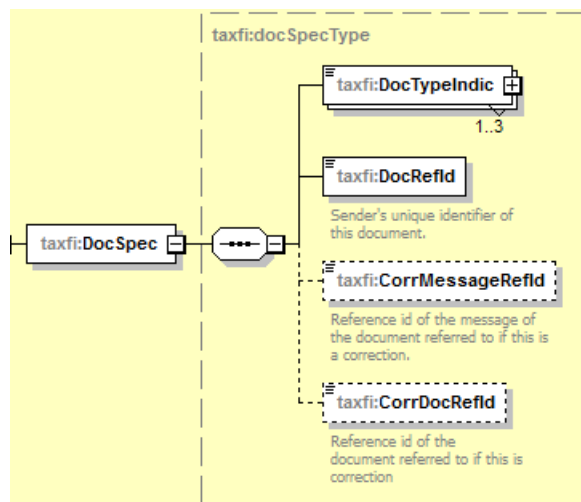 taxfi:docSpecType
taxfi:DocTypeIndic
1..3
taxfi:DocRefId
Sender's unique identifier of
this document.
taxfi:DocSpec
taxfi:CorrMessageRefId
Reference id of the message of
the document referred to if this is
a correction.
taxfi:CorrDocRefId
Reference id of the
document referred to if this is
correction